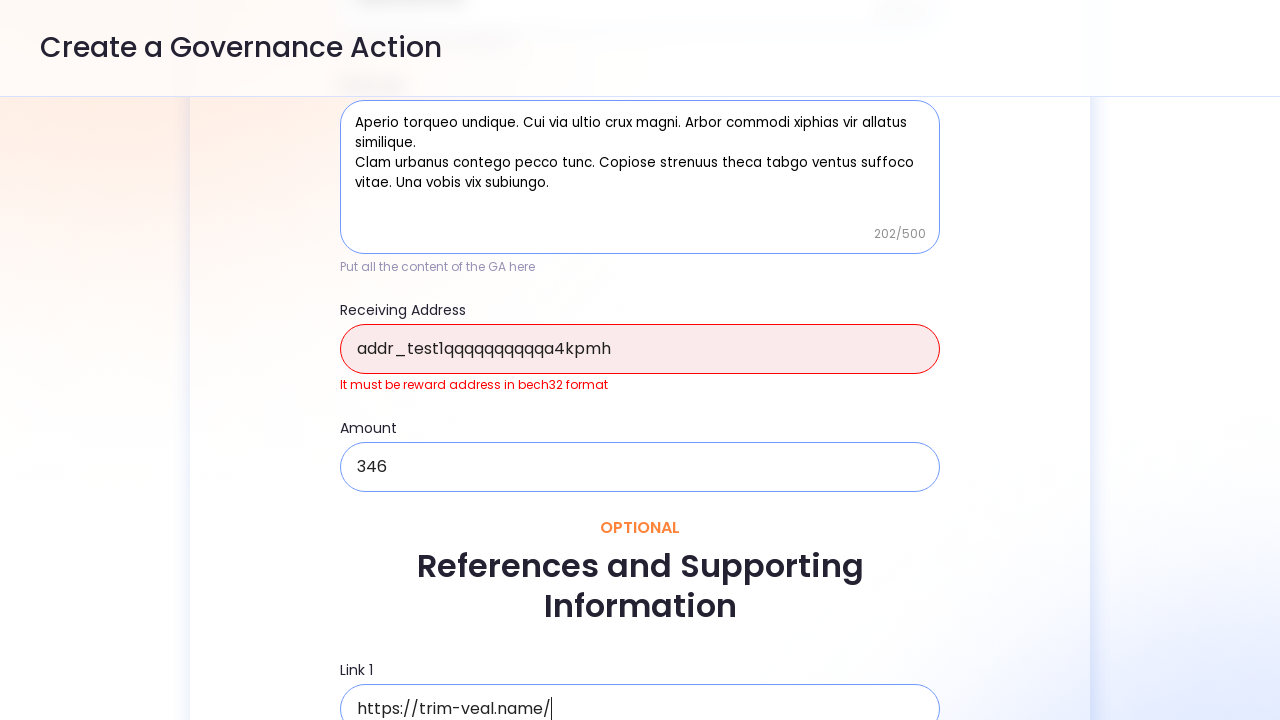 Create a Governance Action
Aperio torqueo undique. Cui via ultio crux magni. Arbor commodi xiphias vir allatus
similique.
Clam urbanus contego pecco tunc. Copiose strenuus theca tabgo ventus suffoco
vitae. Una vobis vix subiungo.
202/500
Put all the content of the GA here
Receiving Address
addr_test1qqqqqqqqqqa4kpmh
It must be reward address in bech32 format
Amount
346
OPTIONAL
References and Supporting
Information
Link 1
https://trim-veal.name/